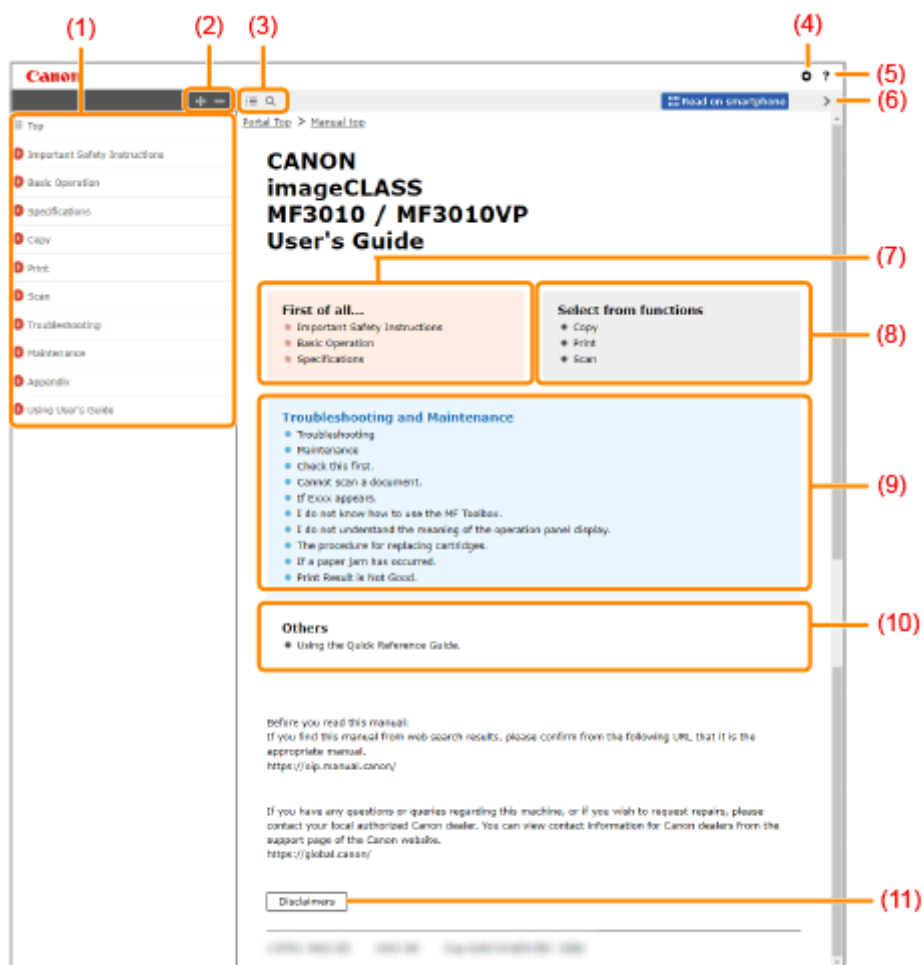 (1)
(2)
(3)
(4)
Canon
?
(5)
+ −
Read on smartphone
(6)
Top
Important Safety Instructions
Basic Operation
Specifications
Copy
Print
Scan
Troubleshooting
Maintenance
Appendix
Using User's Guide
Portal Top > Manual top
CANON
imageCLASS
MF3010 / MF3010VP
User's Guide
(7)
First of all...
Important Safety Instructions
Basic Operation
Specifications
Select from functions
Copy
Print
Scan
(8)
Troubleshooting and Maintenance
Troubleshooting
Maintenance
Check this first.
Cannot scan a document.
If Exxx appears.
I do not know how to use the MF Toolbox.
I do not understand the meaning of the operation panel display.
The procedure for replacing cartridges.
If a paper jam has occurred.
Print Result is Not Good.
(9)
Others
Using the Quick Reference Guide.
(10)
Before you read this manual:
If you find this manual from web search results, please confirm from the following URL, that it is the
appropriate manual.
https://oip.manual.canon/
If you have any questions or queries regarding this machine, or if you wish to request repairs, please
contact your local authorized Canon dealer. You can view contact information for Canon dealers from the
support page of the Canon website.
https://global.canon/
Disclaimers
(11)